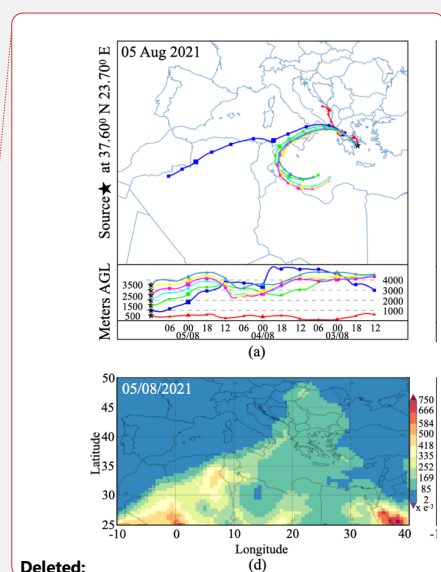 05 Aug 2021
Source★ at 37.60⁰ N 23.70⁰ E
Meters AGL
3500
2500
1500
500
4000
3000
2000
1000
06 00 18 12 06 00 18 12 06 00 18 12
05/08 04/08 03/08
(a)
05/08/2021
Latitude
50
45
40
35
30
25
-10 0 10 20 30 40
Longitude
750
666
584
500
418
335
252
169
85
2
x e⁻³
(d)
Deleted: